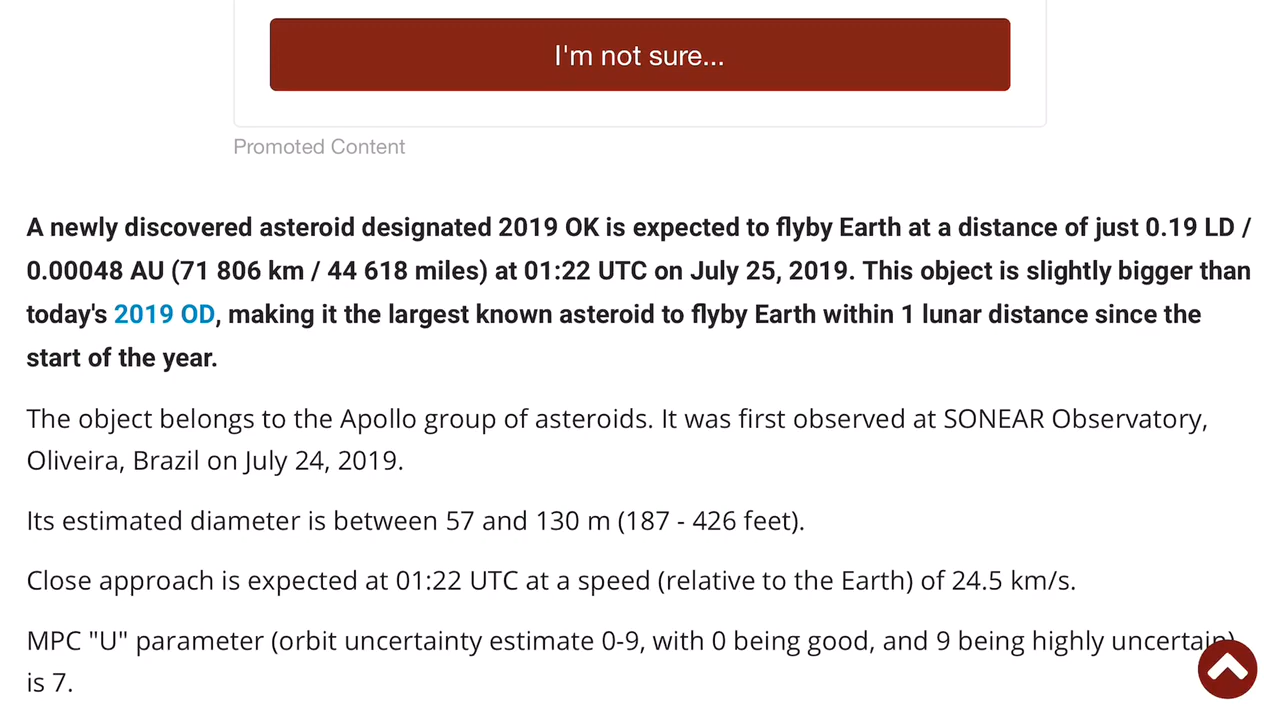 I'm not sure...
Promoted Content
A newly discovered asteroid designated 2019 OK is expected to flyby Earth at a distance of just 0.19 LD /
0.00048 AU (71 806 km / 44 618 miles) at 01:22 UTC on July 25, 2019. This object is slightly bigger than
today's 2019 OD, making it the largest known asteroid to flyby Earth within 1 lunar distance since the
start of the year.
The object belongs to the Apollo group of asteroids. It was first observed at SONEAR Observatory,
Oliveira, Brazil on July 24, 2019.
Its estimated diameter is between 57 and 130 m (187 - 426 feet).
Close approach is expected at 01:22 UTC at a speed (relative to the Earth) of 24.5 km/s.
MPC "U" parameter (orbit uncertainty estimate 0-9, with 0 being good, and 9 being highly uncertain)
is 7.